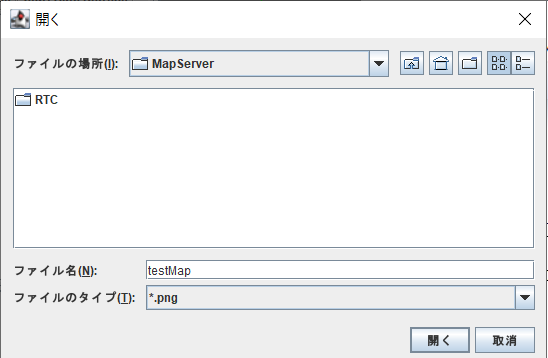 開く
ファイルの場所(I): MapServer
RTC
ファイル名(N): testMap
ファイルのタイプ(T): *.png
開く 取消